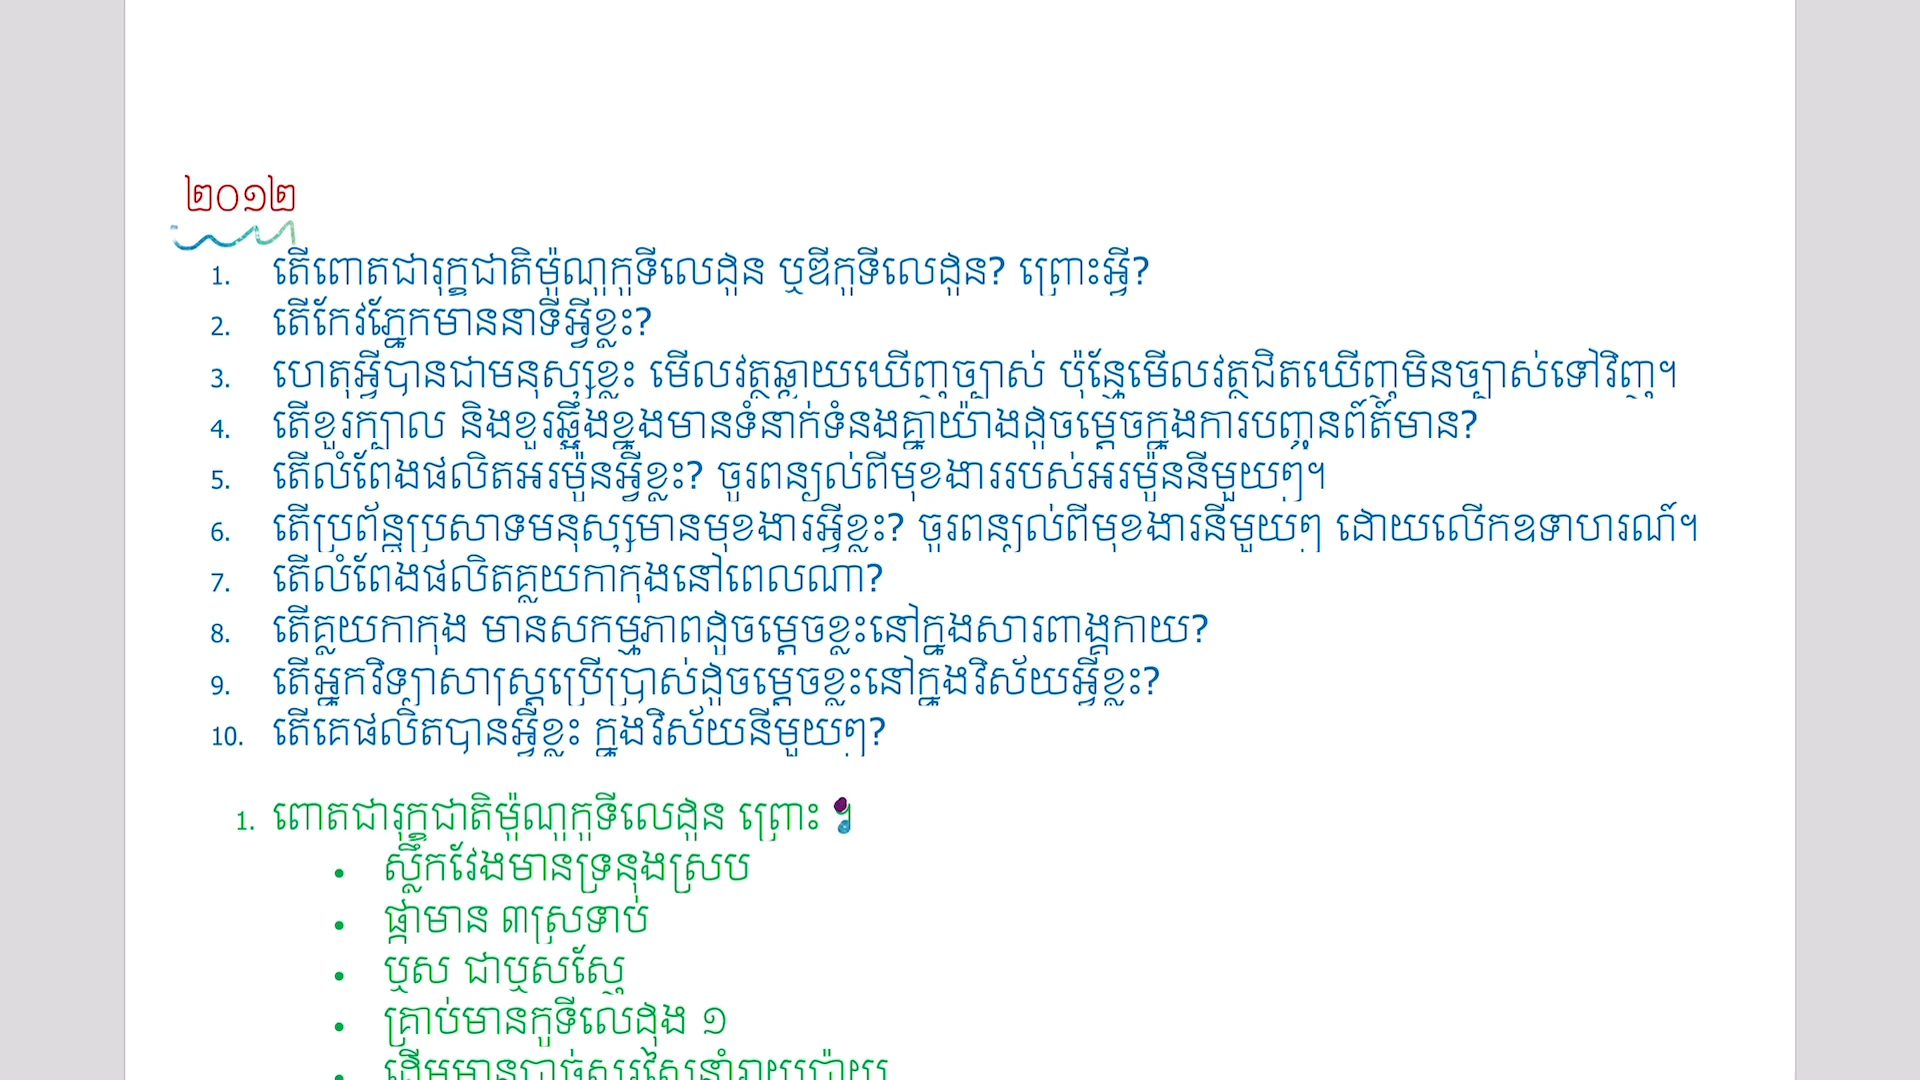 ២០១២
1. តើពោតជារុក្ខជាតិម៉ូណូកូទីលេដូន ឬឌីកូទីលេដូន? ព្រោះអ្វី?
2. តើកែវភ្នែកមាននាទីអ្វីខ្លះ?
3. ហេតុអ្វីបានជាមនុស្សខ្លះ មើលវត្ថុឆ្ងាយឃើញច្បាស់ ប៉ុន្តែមើលវត្ថុជិតឃើញមិនច្បាស់ទៅវិញ។
4. តើខួរក្បាល និងខួរឆ្អឹងខ្នងមានទំនាក់ទំនងគ្នាយ៉ាងដូចម្តេចក្នុងការបញ្ជូនព័ត៌មាន?
5. តើលំពែងផលិតអរម៉ូនអ្វីខ្លះ? ចូរពន្យល់ពីមុខងាររបស់អរម៉ូននីមួយៗ។
6. តើប្រព័ន្ធប្រសាទមនុស្សមានមុខងារអ្វីខ្លះ? ចូរពន្យល់ពីមុខងារនីមួយៗ ដោយលើកឧទាហរណ៍។
7. តើលំពែងផលិតគ្លុយកាកុងនៅពេលណា?
8. តើគ្លុយកាកុង មានសកម្មភាពដូចម្តេចខ្លះនៅក្នុងសារពាង្គកាយ?
9. តើអ្នកវិទ្យាសាស្ត្រប្រើប្រាស់ដូចម្តេចខ្លះនៅក្នុងវិស័យអ្វីខ្លះ?
10. តើគេផលិតបានអ្វីខ្លះ ក្នុងវិស័យនីមួយៗ?
1. ពោតជារុក្ខជាតិម៉ូណូកូទីលេដូន ព្រោះ ៖
• ស្លឹកវែងមានទ្រនុងស្រប
• ផ្កាមាន ៣ស្រទាប់
• ឬស ជាឬសស្មែ
• គ្រាប់មានកូទីលេដុង ១
• ដើមមានបាច់សរសៃនាំរាយប៉ាយ